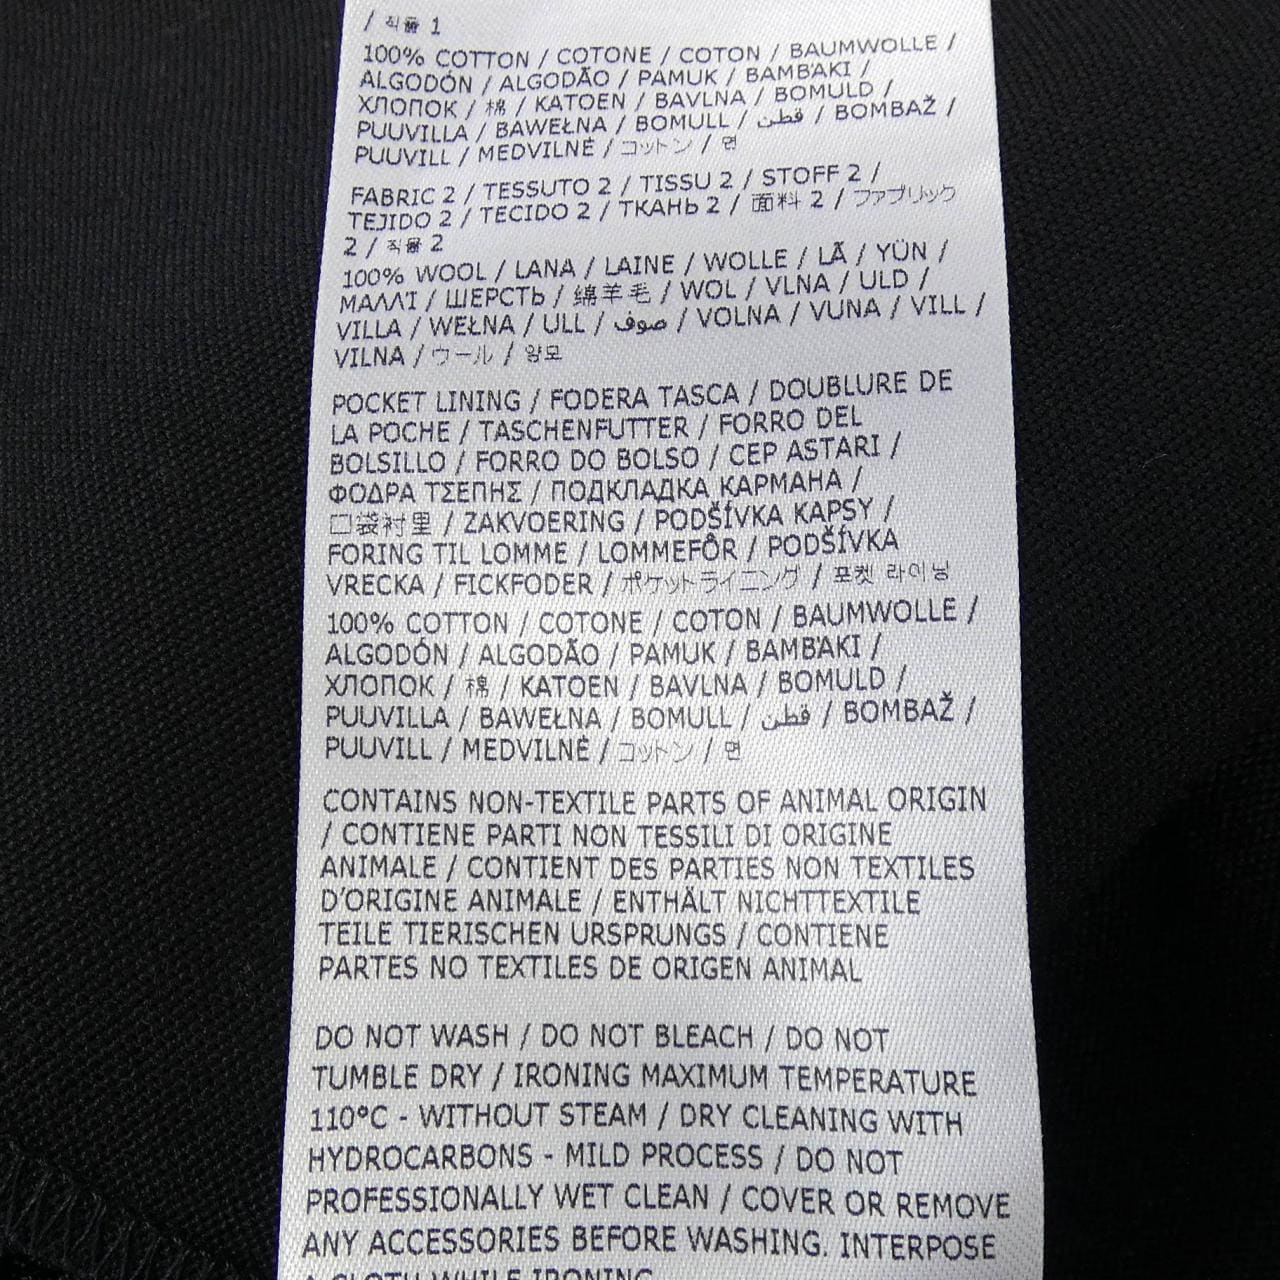 / 직물 1
100% COTTON / COTONE / COTON / BAUMWOLLE /
ALGODÓN / ALGODÃO / PAMUK / BAMB'AKI /
ХЛОПОК / 棉 / KATOEN / BAVLNA / BOMULD /
PUUVILLA / BAWEŁNA / BOMULL / قطن / BOMBAŽ /
PUUVILL / MEDVILNĖ / コットン / 면
FABRIC 2 / TESSUTO 2 / TISSU 2 / STOFF 2 /
TEJIDO 2 / TECIDO 2 / ТКАНЬ 2 / 面料 2 / ファブリック
2 / 직물 2
100% WOOL / LANA / LAINE / WOLLE / LÃ / YÜN /
ΜΑΛΛΊ / ШЕРСТЬ / 绵羊毛 / WOL / VLNA / ULD /
VILLA / WEŁNA / ULL / صوف / VOLNA / VUNA / VILL /
VILNA / ウール / 양모
POCKET LINING / FODERA TASCA / DOUBLURE DE
LA POCHE / TASCHENFUTTER / FORRO DEL
BOLSILLO / FORRO DO BOLSO / CEP ASTARI /
ΦΟΔΡΑ ΤΣΕΠΗΣ / ПОДКЛАДКА КАРМАНА /
口袋衬里 / ZAKVOERING / PODŠÍVKA KAPSY /
FORING TIL LOMME / LOMMEFÔR / PODŠÍVKA
VRECKA / FICKFODER / ポケットライニング / 포켓 라이닝
100% COTTON / COTONE / COTON / BAUMWOLLE /
ALGODÓN / ALGODÃO / PAMUK / BAMB'AKI /
ХЛОПОК / 棉 / KATOEN / BAVLNA / BOMULD /
PUUVILLA / BAWEŁNA / BOMULL / قطن / BOMBAŽ /
PUUVILL / MEDVILNĖ / コットン / 면
CONTAINS NON-TEXTILE PARTS OF ANIMAL ORIGIN
/ CONTIENE PARTI NON TESSILI DI ORIGINE
ANIMALE / CONTIENT DES PARTIES NON TEXTILES
D'ORIGINE ANIMALE / ENTHÄLT NICHTTEXTILE
TEILE TIERISCHEN URSPRUNGS / CONTIENE
PARTES NO TEXTILES DE ORIGEN ANIMAL
DO NOT WASH / DO NOT BLEACH / DO NOT
TUMBLE DRY / IRONING MAXIMUM TEMPERATURE
110°C - WITHOUT STEAM / DRY CLEANING WITH
HYDROCARBONS - MILD PROCESS / DO NOT
PROFESSIONALLY WET CLEAN / COVER OR REMOVE
ANY ACCESSORIES BEFORE WASHING. INTERPOSE
A CLOTH WHILE IRONING